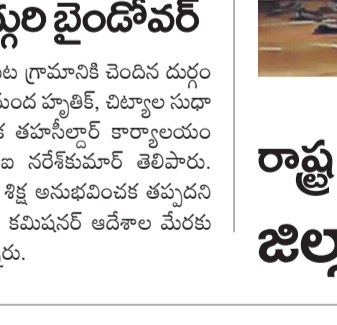 గ్గురి బైండోవర్
ట గ్రామానికి చెందిన దుర్గం
ముంద హృతిక్, చిట్యాల సుధా
క తహసీల్దార్ కార్యాలయం
ఐ నరేశ్‌కుమార్ తెలిపారు.
శిక్ష అనుభవించక తప్పదని
కమిషనర్ ఆదేశాల మేరకు
రు.
రాష్ట్ర
జిల్లా